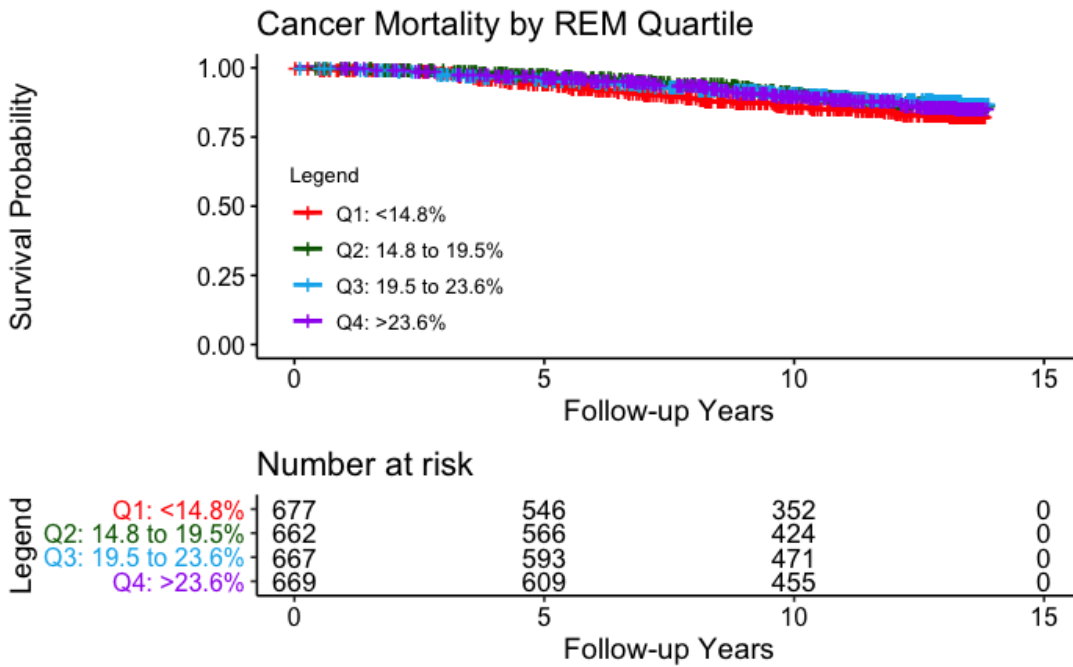 Cancer Mortality by REM Quartile
Survival Probability
1.00
0.75
0.50
0.25
0.00
Legend
Q1: <14.8%
Q2: 14.8 to 19.5%
Q3: 19.5 to 23.6%
Q4: >23.6%
0 5 10 15
Follow-up Years
Number at risk
Legend
Q1: <14.8% 677 546 352 0
Q2: 14.8 to 19.5% 662 566 424 0
Q3: 19.5 to 23.6% 667 593 471 0
Q4: >23.6% 669 609 455 0
0 5 10 15
Follow-up Years